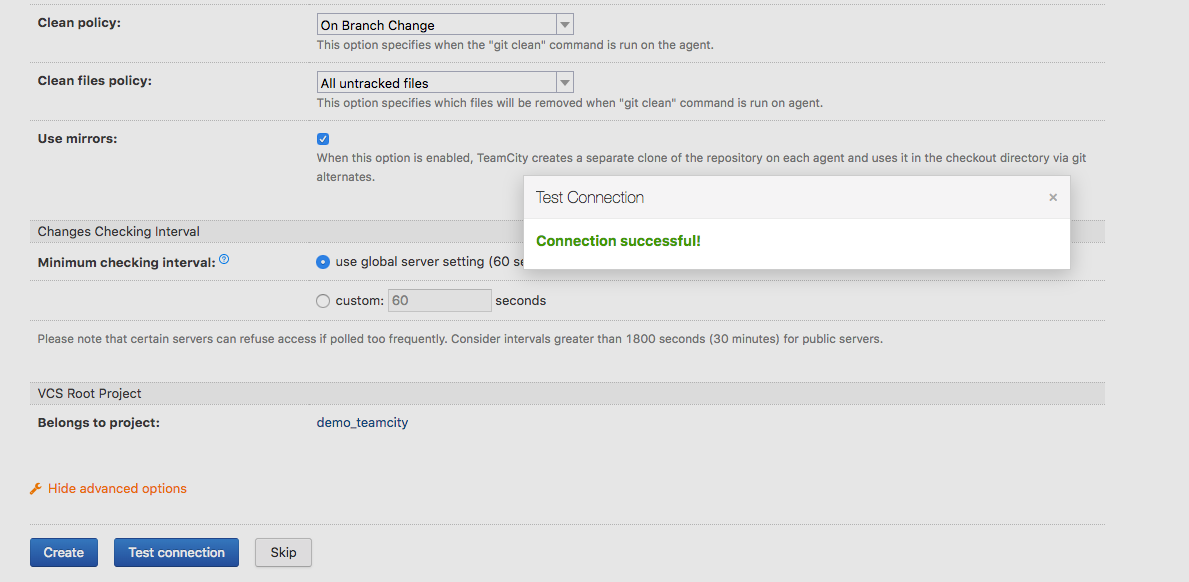 Clean policy:
On Branch Change
This option specifies when the "git clean" command is run on the agent.
Clean files policy:
All untracked files
This option specifies which files will be removed when "git clean" command is run on agent.
Use mirrors:
When this option is enabled, TeamCity creates a separate clone of the repository on each agent and uses it in the checkout directory via git
alternates.
Test Connection ×
Connection successful!
Changes Checking Interval
Minimum checking interval: ?
use global server setting (60 se
custom: 60 seconds
Please note that certain servers can refuse access if polled too frequently. Consider intervals greater than 1800 seconds (30 minutes) for public servers.
VCS Root Project
Belongs to project: demo_teamcity
Hide advanced options
Create Test connection Skip